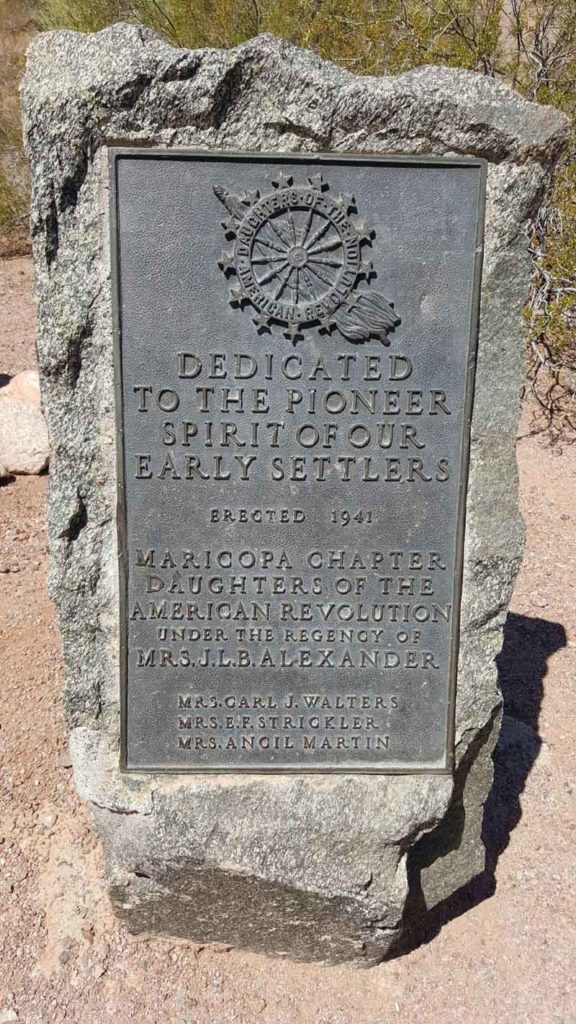 DAUGHTERS·OF·THE·AMERICAN·REVOLUTION
DEDICATED
TO THE PIONEER
SPIRIT OF OUR
EARLY SETTLERS
ERECTED 1941
MARICOPA CHAPTER
DAUGHTERS OF THE
AMERICAN REVOLUTION
UNDER THE REGENCY OF
MRS. J.L.B. ALEXANDER
MRS. CARL J. WALTERS
MRS. E.F. STRICKLER
MRS. ANCIL MARTIN